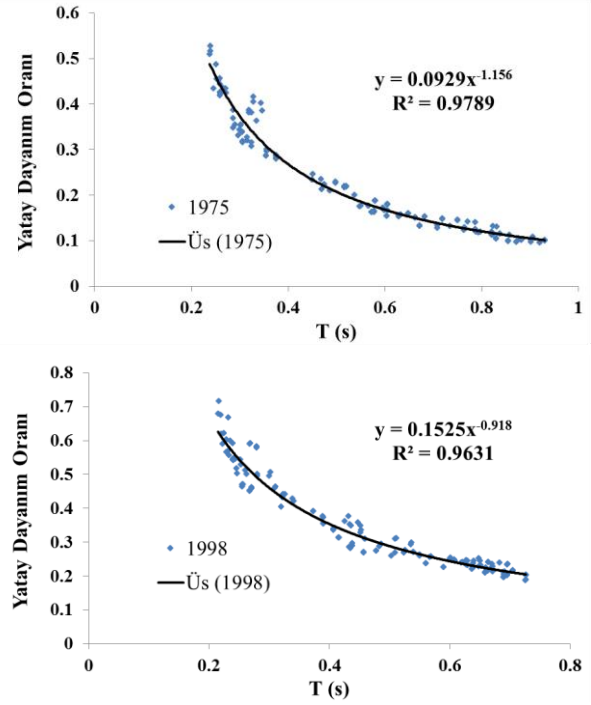 0.6
0.5
0.4
0.3
0.2
0.1
0
Yatay Dayanım Oranı
y = 0.0929x^-1.156
R² = 0.9789
1975
Üs (1975)
0 0.2 0.4 0.6 0.8 1
T (s)
0.8
0.7
0.6
0.5
0.4
0.3
0.2
0.1
0
Yatay Dayanım Oranı
y = 0.1525x^-0.918
R² = 0.9631
1998
Üs (1998)
0 0.2 0.4 0.6 0.8
T (s)